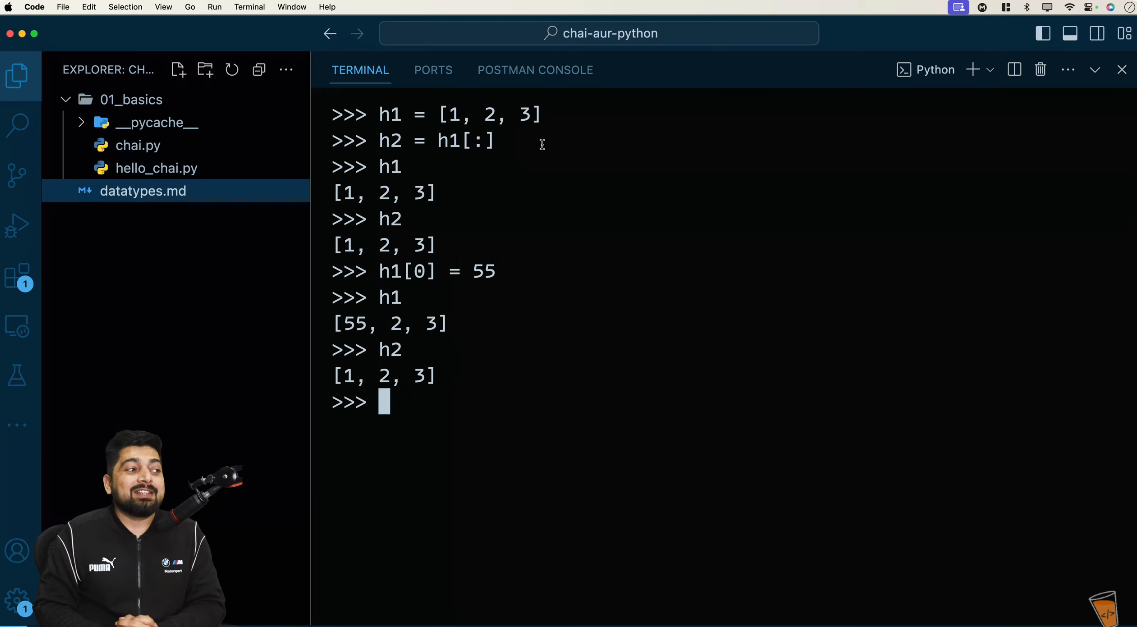 Code File Edit Selection View Go Run Terminal Window Help
chai-aur-python
EXPLORER: CH...
01_basics
__pycache__
chai.py
hello_chai.py
datatypes.md
1
1
TERMINAL PORTS POSTMAN CONSOLE Python
>>> h1 = [1, 2, 3]
>>> h2 = h1[:]
>>> h1
[1, 2, 3]
>>> h2
[1, 2, 3]
>>> h1[0] = 55
>>> h1
[55, 2, 3]
>>> h2
[1, 2, 3]
>>>
PUMA
M
Motorsport
</>